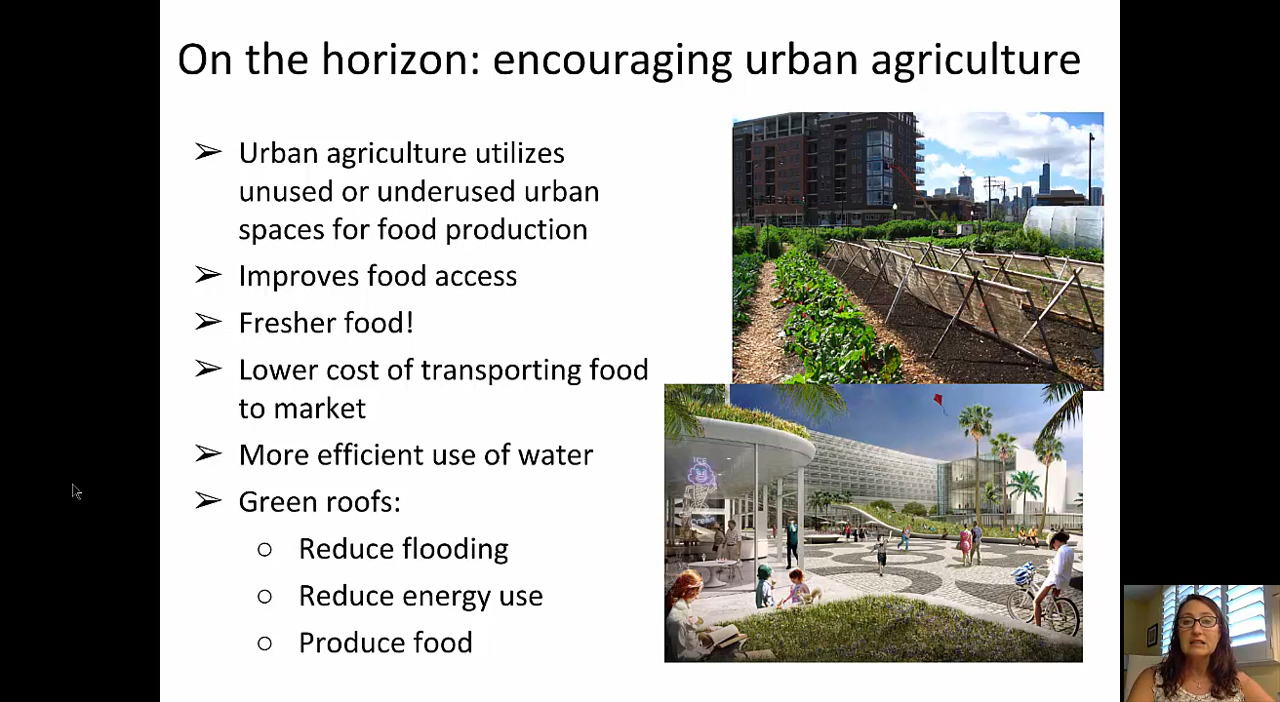 On the horizon: encouraging urban agriculture
➢ Urban agriculture utilizes
unused or underused urban
spaces for food production
➢ Improves food access
➢ Fresher food!
➢ Lower cost of transporting food
to market
➢ More efficient use of water
➢ Green roofs:
○ Reduce flooding
○ Reduce energy use
○ Produce food
ICE